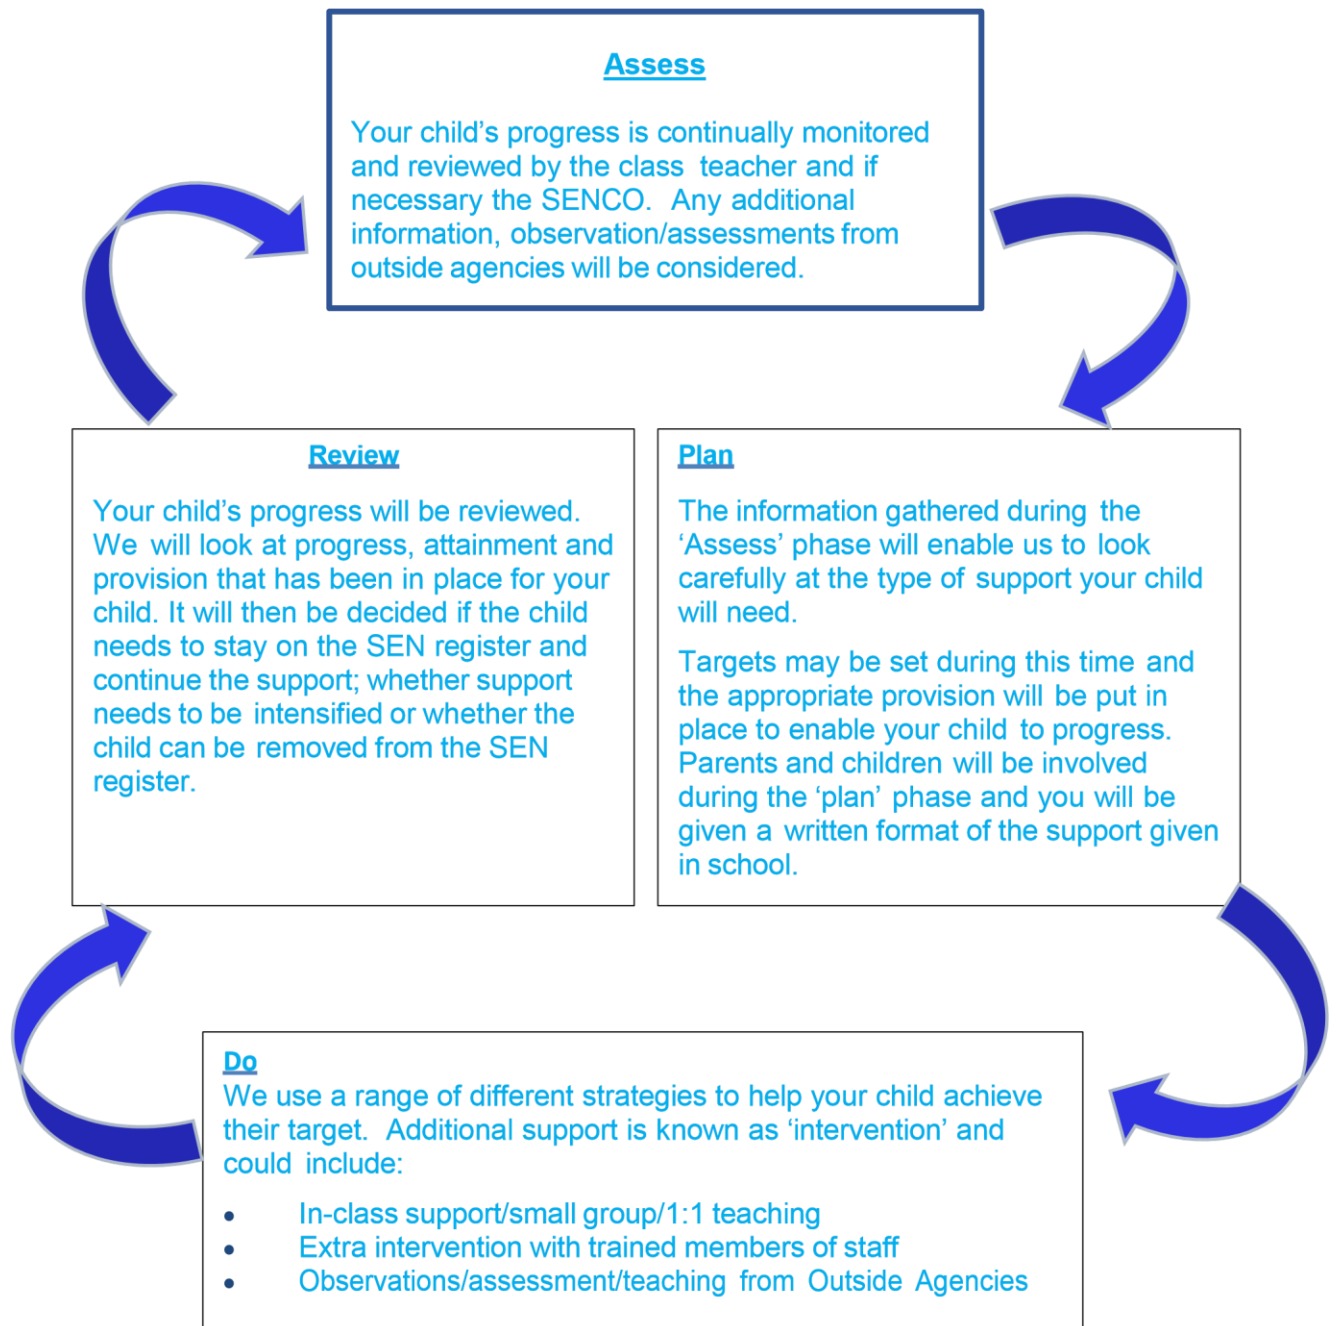 Assess
Your child’s progress is continually monitored
and reviewed by the class teacher and if
necessary the SENCO. Any additional
information, observation/assessments from
outside agencies will be considered.
Review
Your child’s progress will be reviewed.
We will look at progress, attainment and
provision that has been in place for your
child. It will then be decided if the child
needs to stay on the SEN register and
continue the support; whether support
needs to be intensified or whether the
child can be removed from the SEN
register.
Plan
The information gathered during the
‘Assess’ phase will enable us to look
carefully at the type of support your child
will need.
Targets may be set during this time and
the appropriate provision will be put in
place to enable your child to progress.
Parents and children will be involved
during the ‘plan’ phase and you will be
given a written format of the support given
in school.
Do
We use a range of different strategies to help your child achieve
their target. Additional support is known as ‘intervention’ and
could include:
• In-class support/small group/1:1 teaching
• Extra intervention with trained members of staff
• Observations/assessment/teaching from Outside Agencies